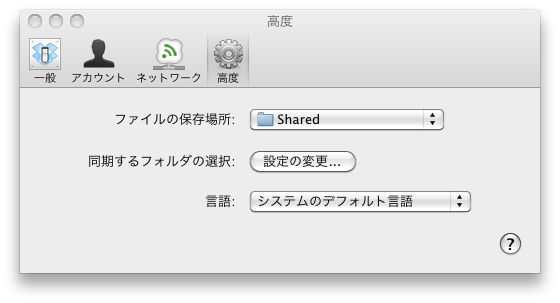 高度
一般 アカウント ネットワーク 高度
ファイルの保存場所: Shared
同期するフォルダの選択: 設定の変更...
言語: システムのデフォルト言語
?